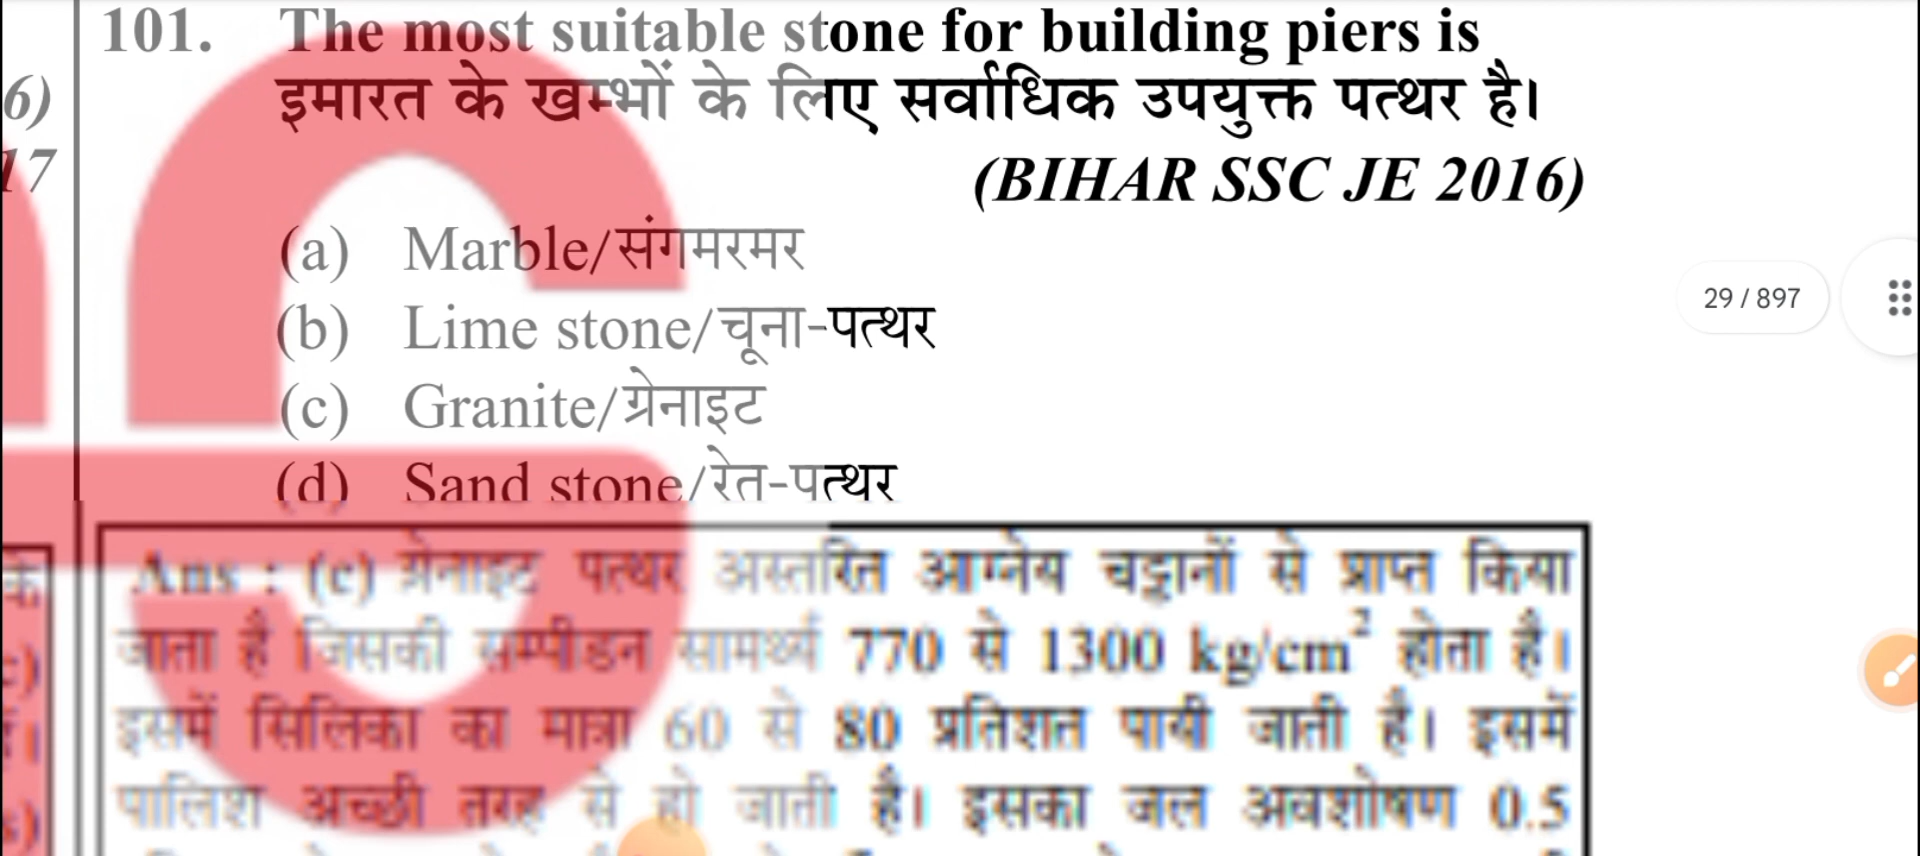 101. The most suitable stone for building piers is
6)
इमारत के खम्भों के लिए सर्वाधिक उपयुक्त पत्थर है।
17
(BIHAR SSC JE 2016)
(a) Marble/संगमरमर
29 / 897
(b) Lime stone/चूना-पत्थर
(c) Granite/ग्रेनाइट
(d) Sand stone/रेत-पत्थर
Ans : (c) ग्रेनाइट पत्थर अस्तरित आग्नेय चट्टानों से प्राप्त किया
जाता है जिसकी सम्पीडन सामर्थ्य 770 से 1300 kg/cm² होता है।
इसमें सिलिका का मात्रा 60 से 80 प्रतिशत पायी जाती है। इसमें
पालिश अच्छी तरह से हो जाती है। इसका जल अवशोषण 0.5